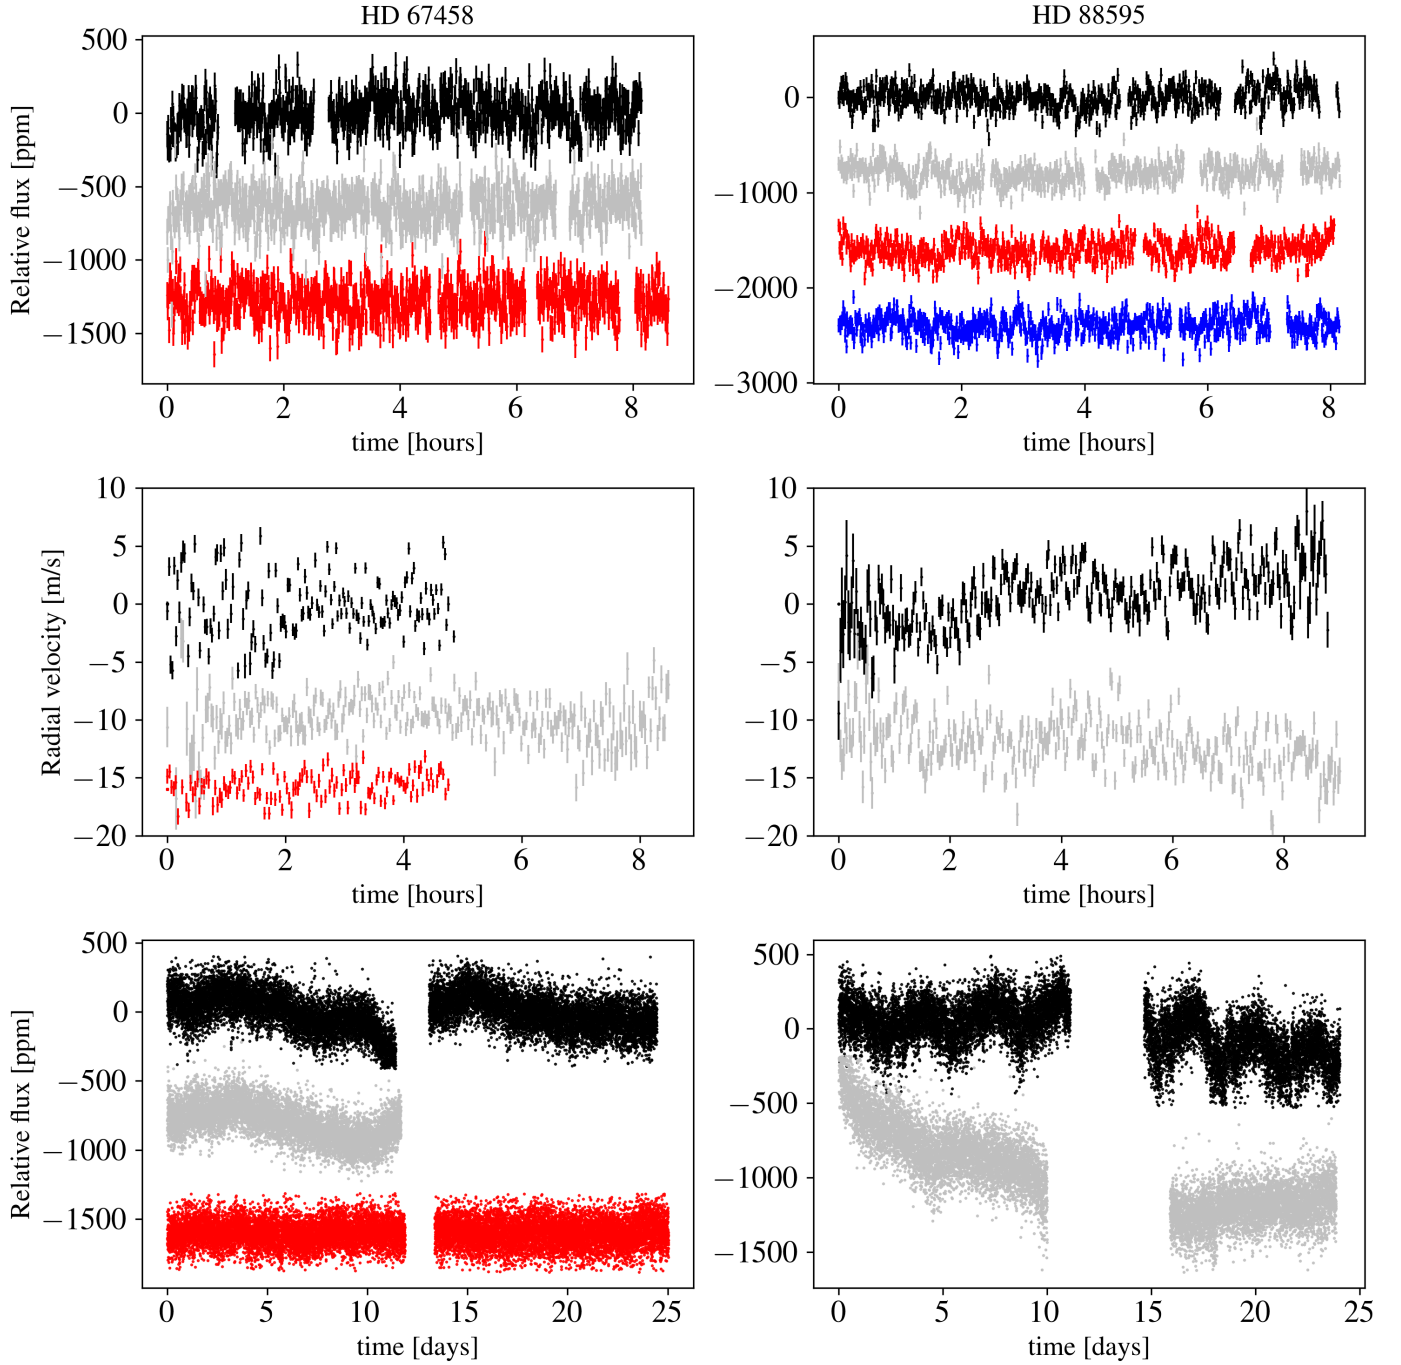 HD 67458
HD 88595
500
0
−500
−1000
−1500
Relative flux [ppm]
0 2 4 6 8
time [hours]
0
−1000
−2000
−3000
0 2 4 6 8
time [hours]
10
5
0
−5
−10
−15
−20
Radial velocity [m/s]
0 2 4 6 8
time [hours]
10
5
0
−5
−10
−15
−20
0 2 4 6 8
time [hours]
500
0
−500
−1000
−1500
Relative flux [ppm]
0 5 10 15 20 25
time [days]
500
0
−500
−1000
−1500
0 5 10 15 20 25
time [days]